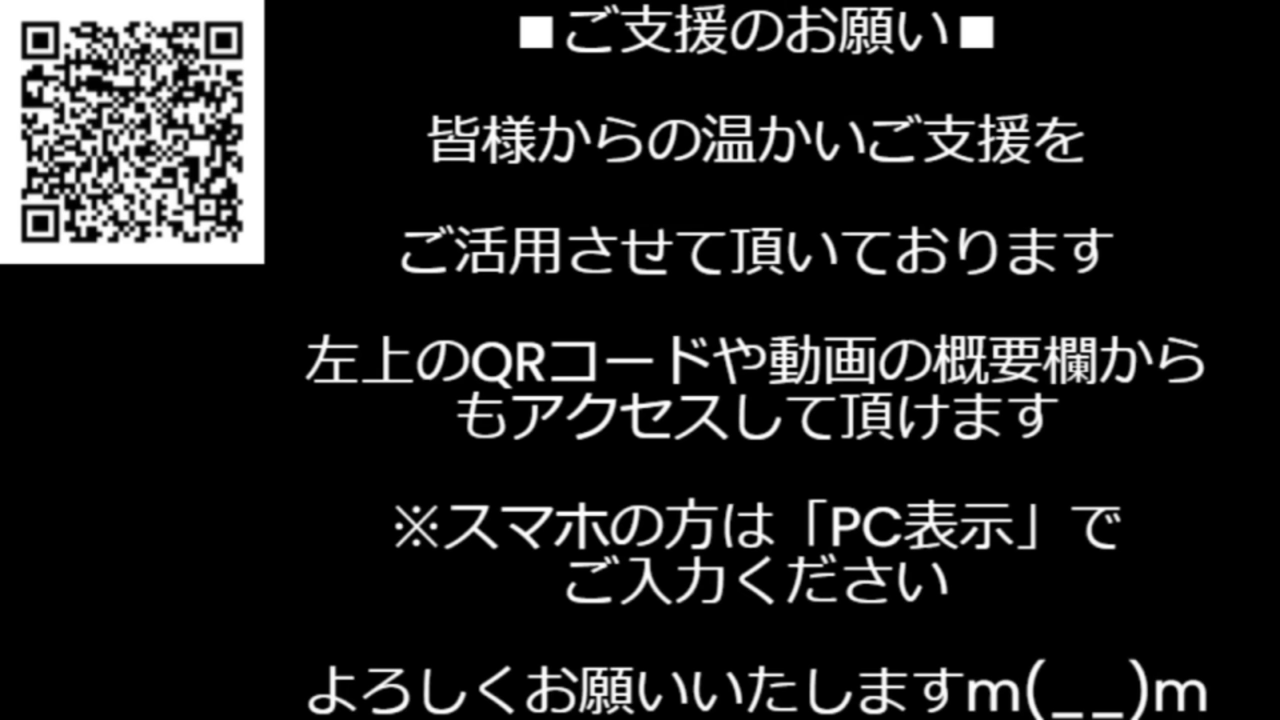 ■ご支援のお願い■
皆様からの温かいご支援を
ご活用させて頂いております
左上のQRコードや動画の概要欄から
もアクセスして頂けます
※スマホの方は「PC表示」で
ご入力ください
よろしくお願いいたしますm(_ _)m